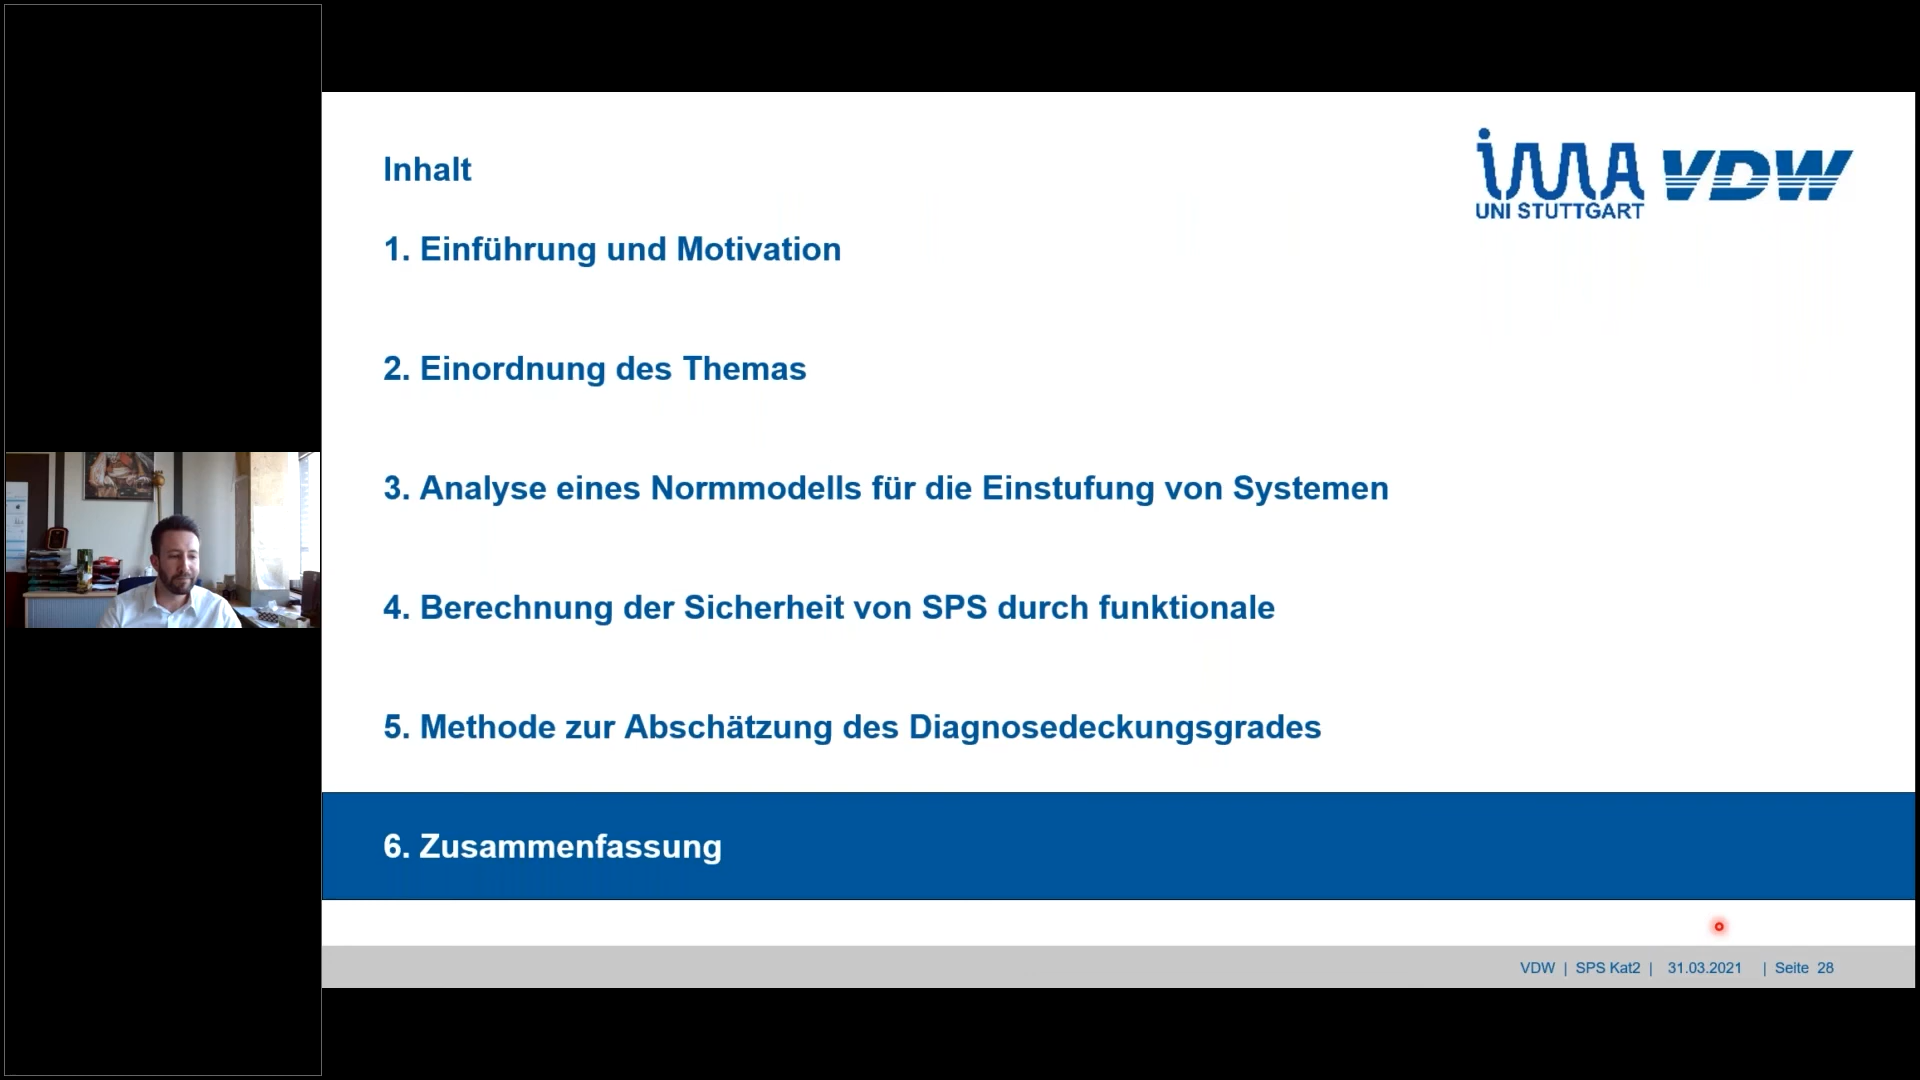 Inhalt
ima VDW
UNI STUTTGART
1. Einführung und Motivation
2. Einordnung des Themas
3. Analyse eines Normmodells für die Einstufung von Systemen
4. Berechnung der Sicherheit von SPS durch funktionale
5. Methode zur Abschätzung des Diagnosedeckungsgrades
6. Zusammenfassung
VDW | SPS Kat2 | 31.03.2021 | Seite 28